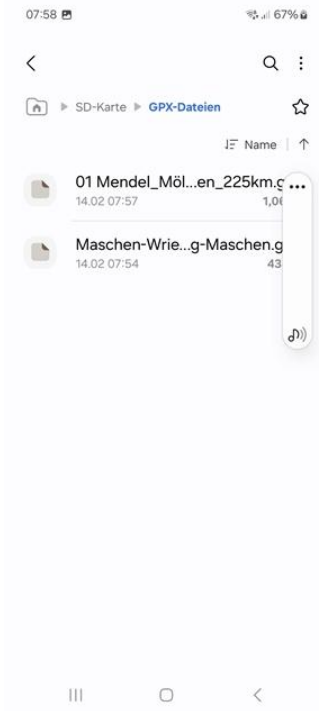 07:58 67%
SD-Karte GPX-Dateien
Name
01 Mendel_Möl...en_225km.g
14.02 07:57 1,0
Maschen-Wrie...g-Maschen.g
14.02 07:54 43